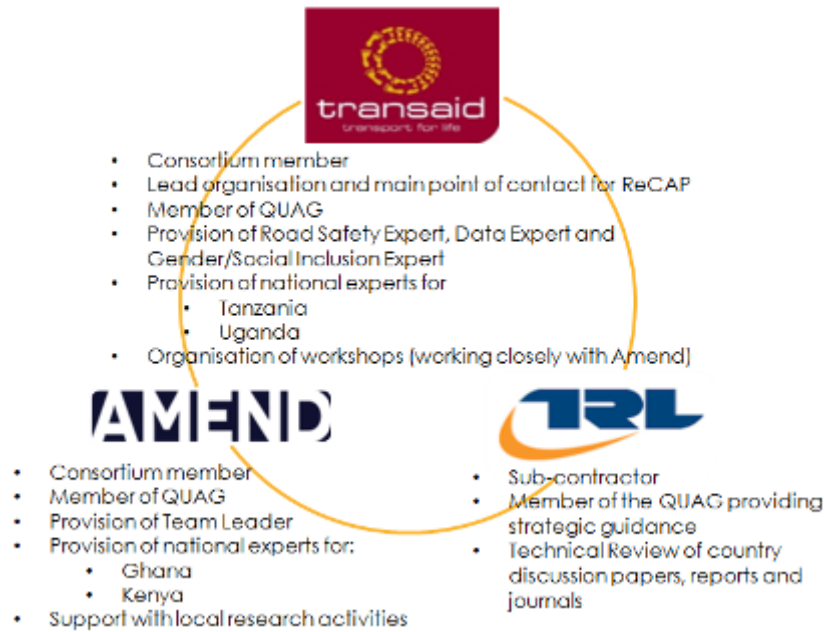 transaid
transport for life
• Consortium member
• Lead organisation and main point of contact for ReCAP
• Member of QUAG
• Provision of Road Safety Expert, Data Expert and
Gender/Social Inclusion Expert
• Provision of national experts for
• Tanzania
• Uganda
• Organisation of workshops (working closely with Amend)
AMEND
• Consortium member
• Member of QUAG
• Provision of Team Leader
• Provision of national experts for:
• Ghana
• Kenya
• Support with local research activities
TRL
• Sub-contractor
• Member of the QUAG providing
strategic guidance
• Technical Review of country
discussion papers, reports and
journals